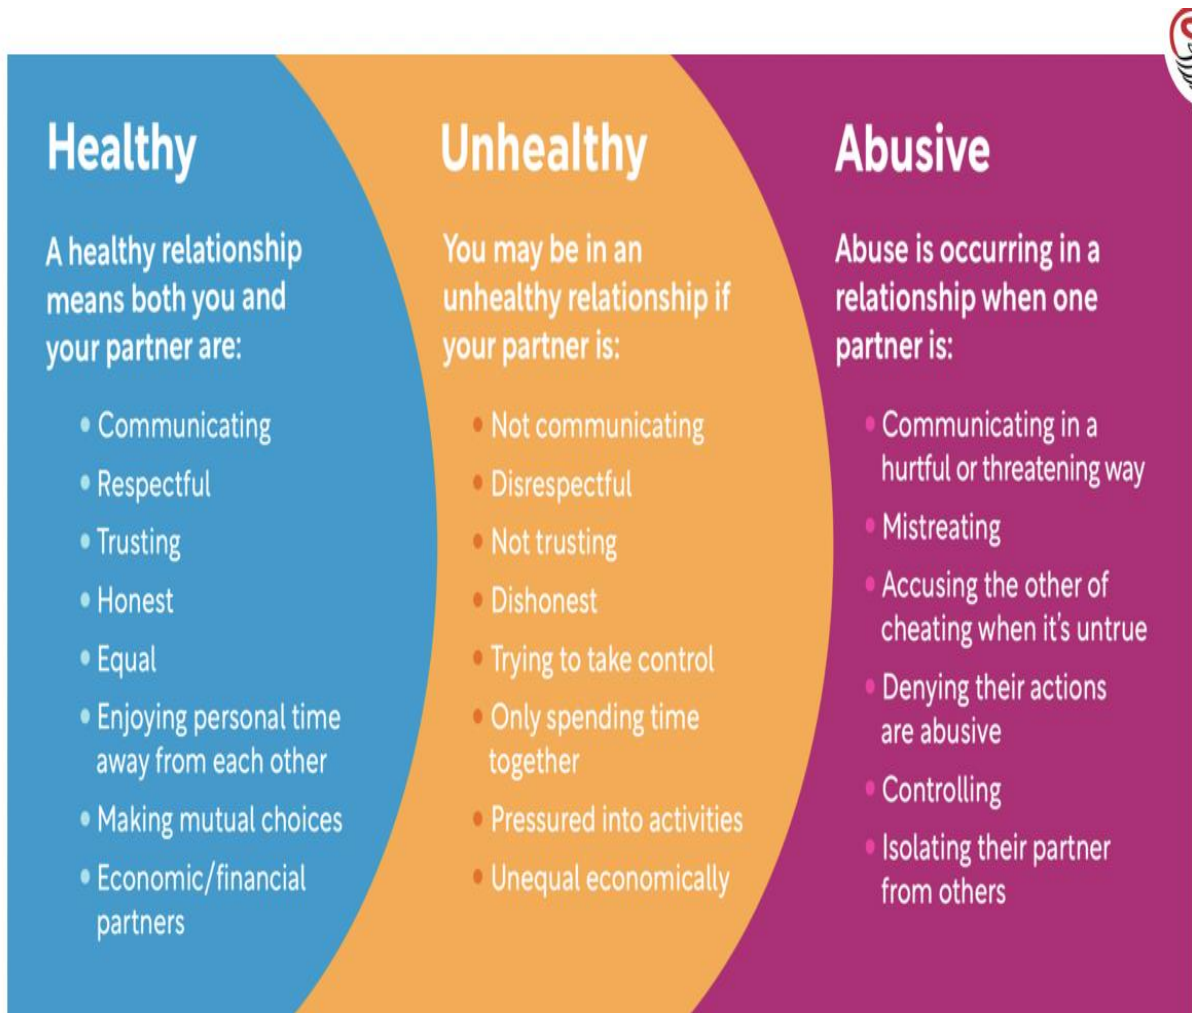 Healthy
A healthy relationship
means both you and
your partner are:
• Communicating
• Respectful
• Trusting
• Honest
• Equal
• Enjoying personal time
away from each other
• Making mutual choices
• Economic/financial
partners
Unhealthy
You may be in an
unhealthy relationship if
your partner is:
• Not communicating
• Disrespectful
• Not trusting
• Dishonest
• Trying to take control
• Only spending time
together
• Pressured into activities
• Unequal economically
Abusive
Abuse is occurring in a
relationship when one
partner is:
• Communicating in a
hurtful or threatening way
• Mistreating
• Accusing the other of
cheating when it's untrue
• Denying their actions
are abusive
• Controlling
• Isolating their partner
from others